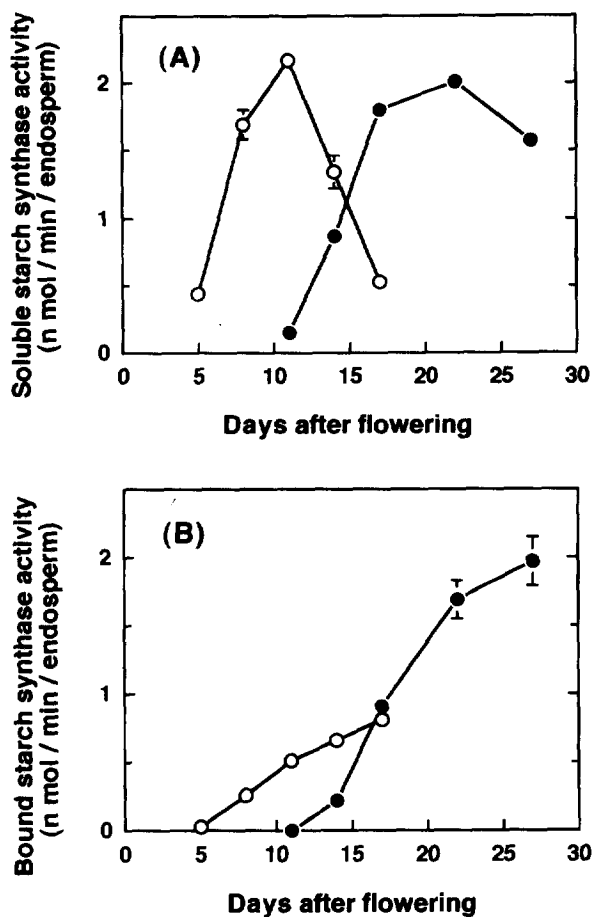 (A)
Soluble starch synthase activity
(n mol / min / endosperm)
2
1
0
0 5 10 15 20 25 30
Days after flowering
(B)
Bound starch synthase activity
(n mol / min / endosperm)
2
1
0
0 5 10 15 20 25 30
Days after flowering